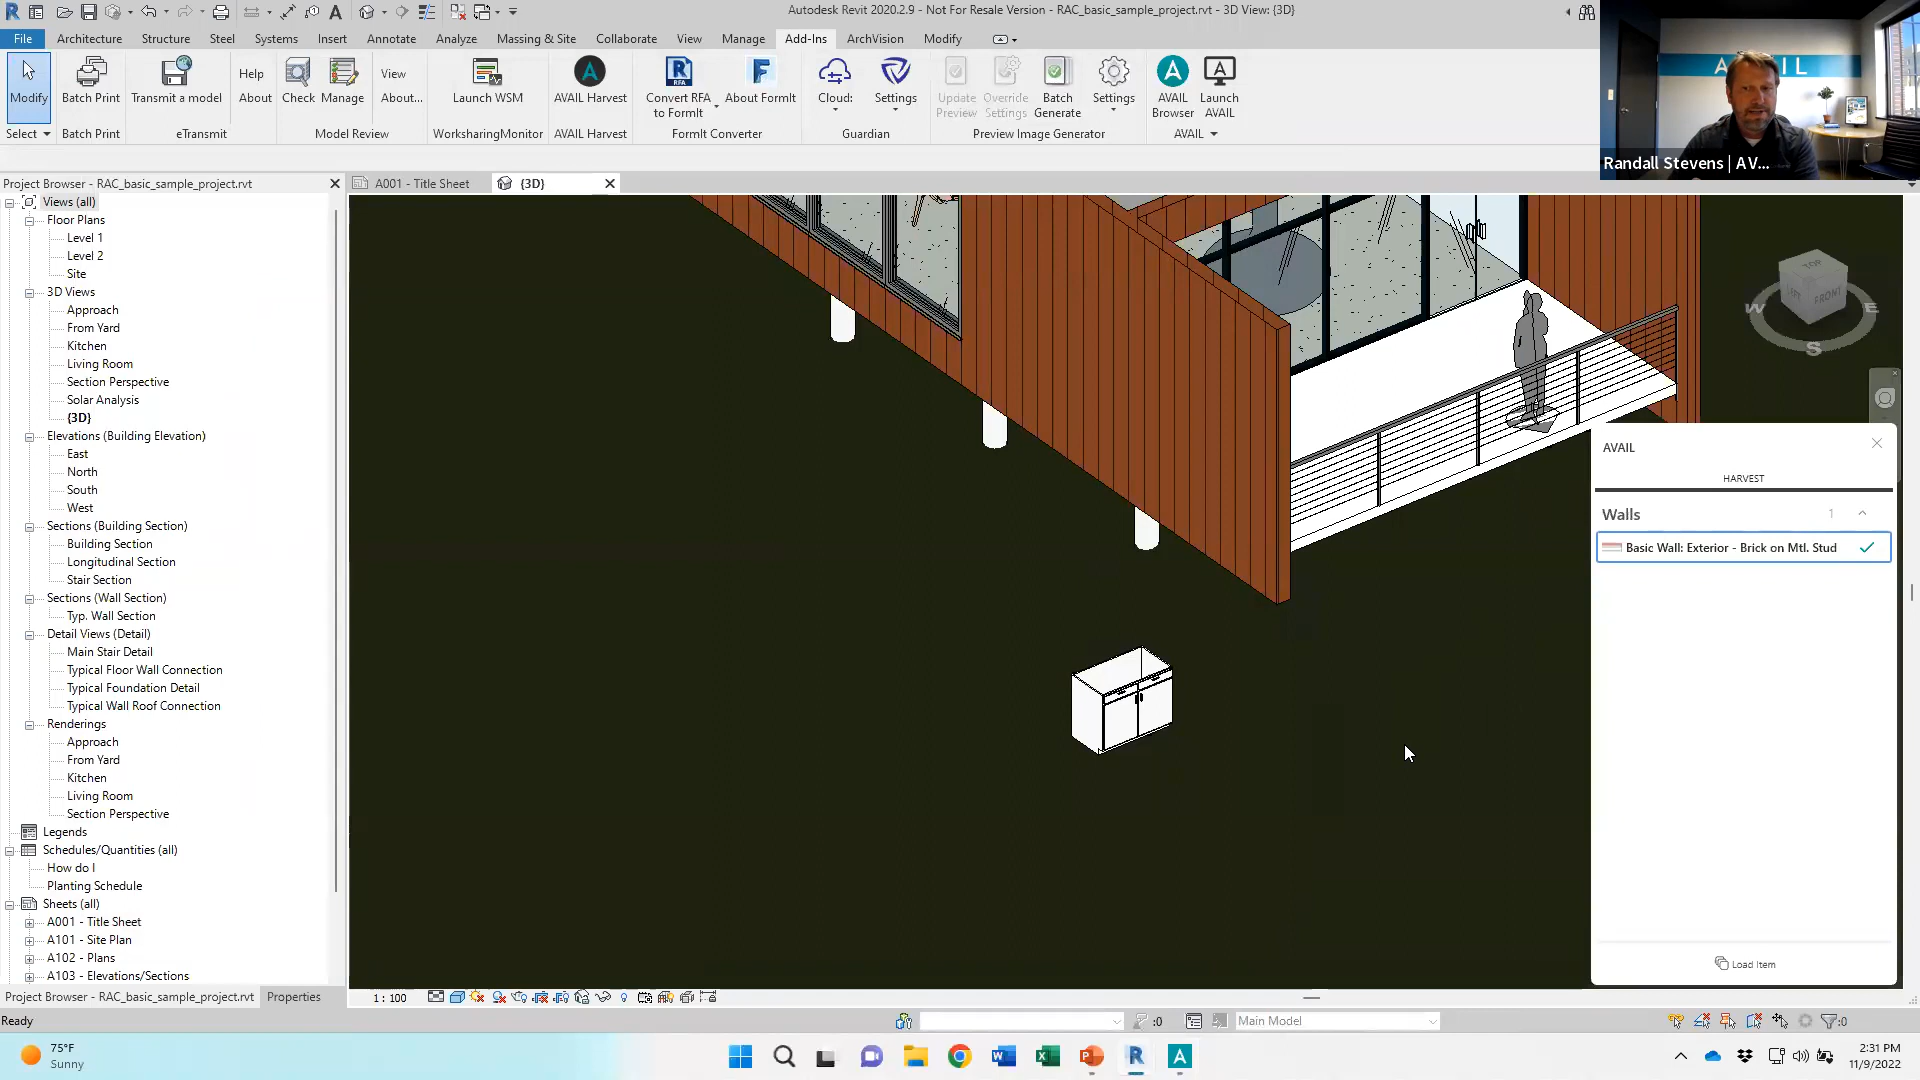 Autodesk Revit 2020.2.9 - Not For Resale Version - RAC_basic_sample_project.rvt - 3D View: {3D}
File Architecture Structure Steel Systems Insert Annotate Analyze Massing & Site Collaborate View Manage Add-Ins ArchVision Modify
Modify
Batch Print
Transmit a model
Help
About
Check
Manage
View
About...
Launch WSM
AVAIL Harvest
Convert RFA
to FormIt
About FormIt
Cloud:
Settings
Update
Preview
Override
Settings
Batch
Generate
Settings
AVAIL
Browser
Launch
AVAIL
Select
Batch Print
eTransmit
Model Review
WorksharingMonitor
AVAIL Harvest
FormIt Converter
Guardian
Preview Image Generator
AVAIL
Randall Stevens | AV...
Project Browser - RAC_basic_sample_project.rvt
A001 - Title Sheet
{3D}
Views (all)
Floor Plans
Level 1
Level 2
Site
3D Views
Approach
From Yard
Kitchen
Living Room
Section Perspective
Solar Analysis
{3D}
Elevations (Building Elevation)
East
North
South
West
Sections (Building Section)
Building Section
Longitudinal Section
Stair Section
Sections (Wall Section)
Typ. Wall Section
Detail Views (Detail)
Main Stair Detail
Typical Floor Wall Connection
Typical Foundation Detail
Typical Wall Roof Connection
Renderings
Approach
From Yard
Kitchen
Living Room
Section Perspective
Legends
Schedules/Quantities (all)
How do I
Planting Schedule
Sheets (all)
A001 - Title Sheet
A101 - Site Plan
A102 - Plans
A103 - Elevations/Sections
TOP
LEFT
FRONT
W
E
S
AVAIL
HARVEST
Walls 1
Basic Wall: Exterior - Brick on Mtl. Stud
Load Item
Project Browser - RAC_basic_sample_project.rvt
Properties
1 : 100
Ready
:0
Main Model
:0
75°F
Sunny
2:31 PM
11/9/2022